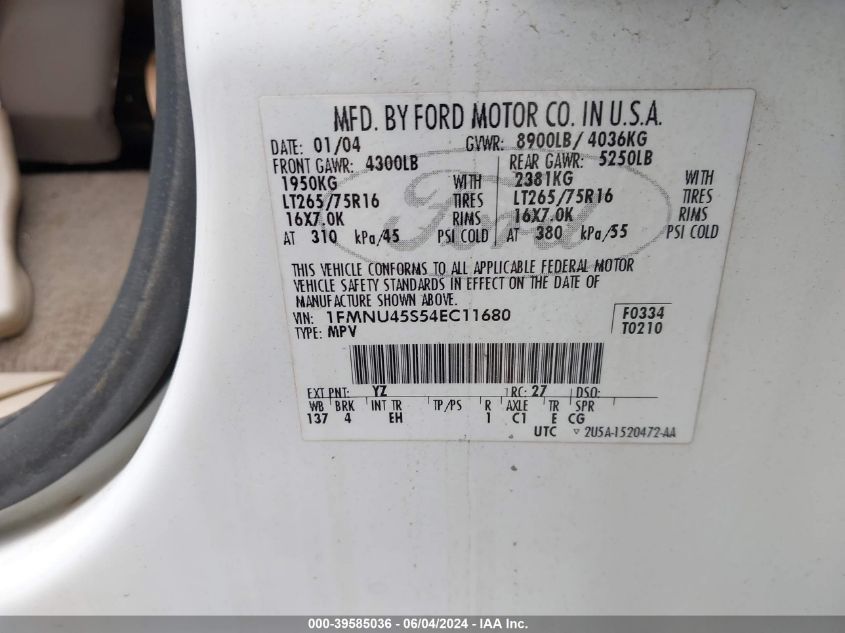 MFD. BY FORD MOTOR CO. IN U.S.A.
DATE: 01/04 GVWR: 8900LB/ 4036KG
FRONT GAWR: 4300LB REAR GAWR: 5250LB
1950KG WITH 2381KG WITH
LT265/75R16 TIRES LT265/75R16 TIRES
16X7.0K RIMS 16X7.0K RIMS
AT 310 kPa/45 PSI COLD AT 380 kPa/55 PSI COLD
Ford
THIS VEHICLE CONFORMS TO ALL APPLICABLE FEDERAL MOTOR
VEHICLE SAFETY STANDARDS IN EFFECT ON THE DATE OF
MANUFACTURE SHOWN ABOVE.
VIN: 1FMNU45S54EC11680 F0334
TYPE: MPV T0210
EXT PNT: YZ RC: 27 DSO:
WB BRK INT TR TP/PS R AXLE TR SPR
137 4 EH 1 C1 E CG
UTC ▽ 2U5A-1520472-AA
000-39585036 - 06/04/2024 - IAA Inc.